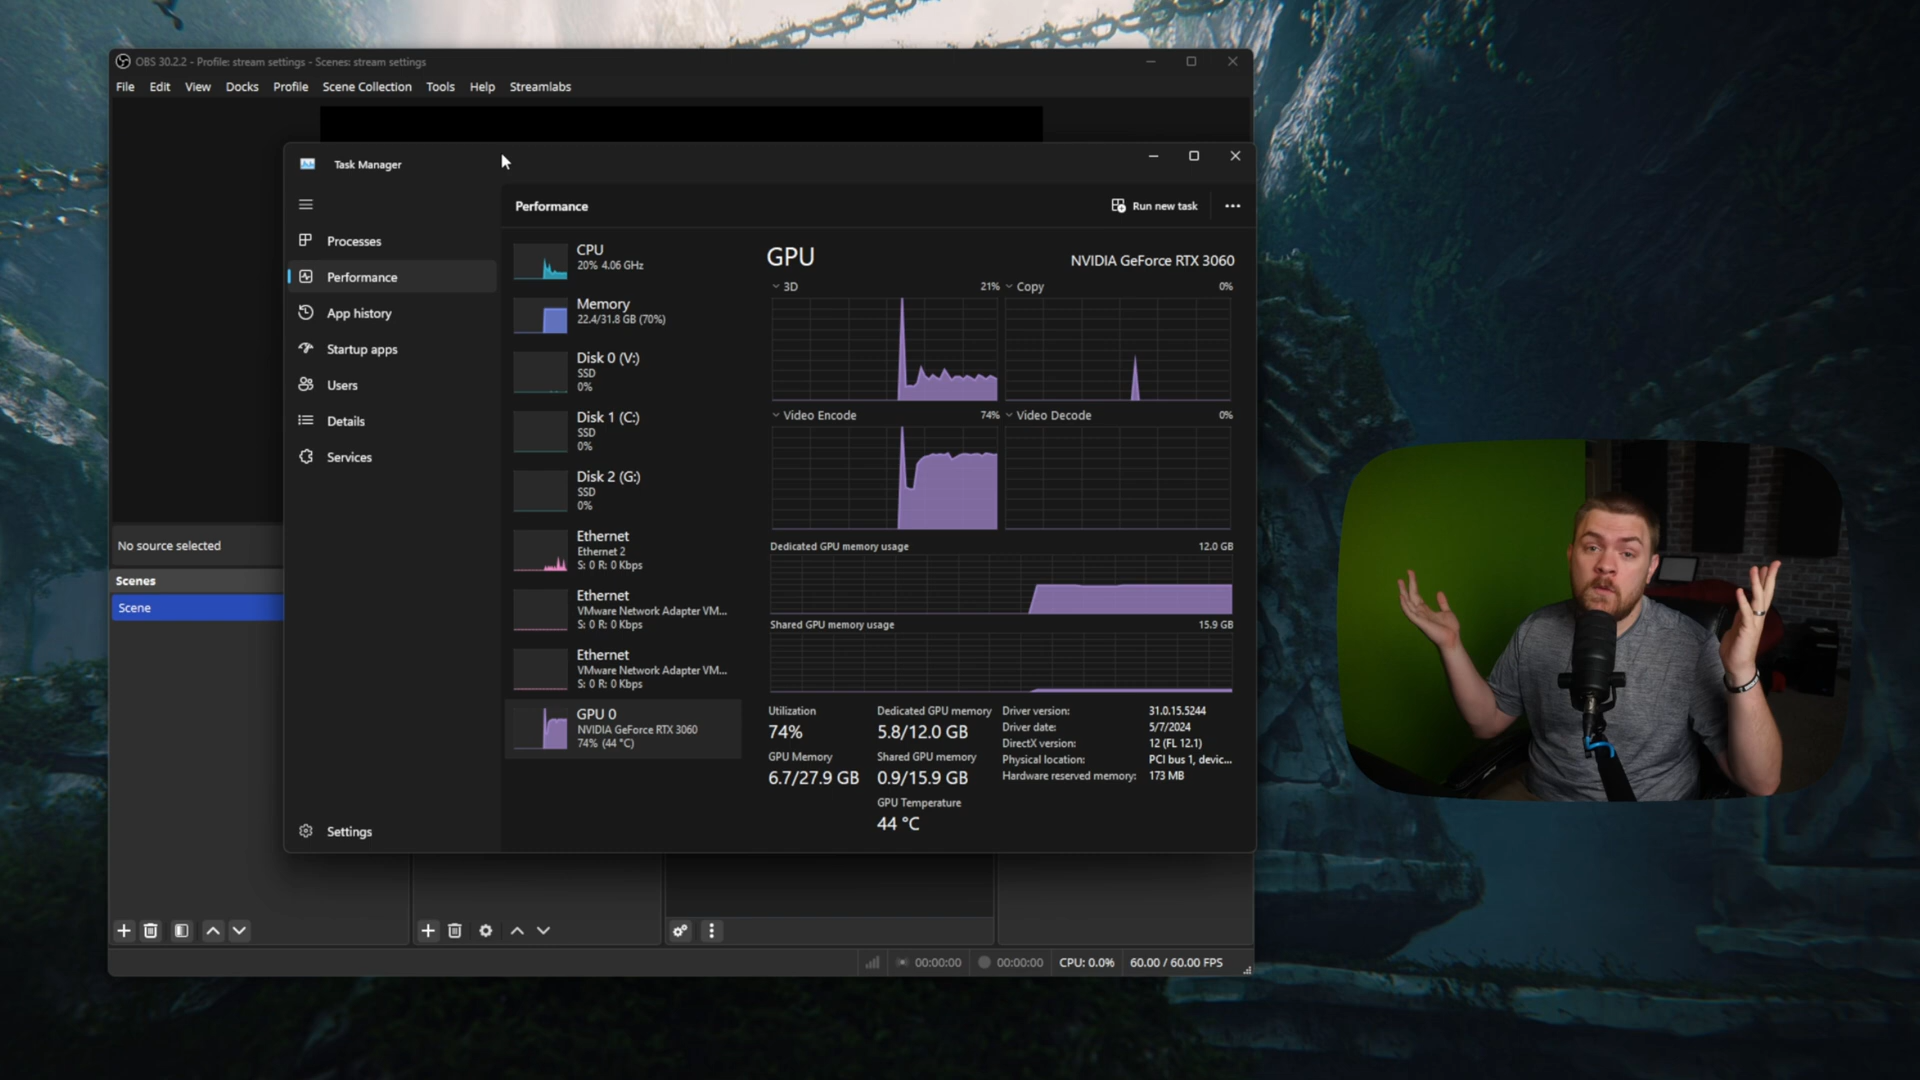 OBS 30.2.2 - Profile: stream settings - Scenes: stream settings
File Edit View Docks Profile Scene Collection Tools Help Streamlabs
Task Manager
Performance
Run new task
Processes
Performance
App history
Startup apps
Users
Details
Services
Settings
CPU
20% 4.06 GHz
Memory
22.4/31.8 GB (70%)
Disk 0 (V:)
SSD
0%
Disk 1 (C:)
SSD
0%
Disk 2 (G:)
SSD
0%
Ethernet
Ethernet 2
S: 0 R: 0 Kbps
Ethernet
VMware Network Adapter VM...
S: 0 R: 0 Kbps
Ethernet
VMware Network Adapter VM...
S: 0 R: 0 Kbps
GPU 0
NVIDIA GeForce RTX 3060
74% (44 °C)
GPU
NVIDIA GeForce RTX 3060
3D 21% Copy 0%
Video Encode 74% Video Decode 0%
Dedicated GPU memory usage 12.0 GB
Shared GPU memory usage 15.9 GB
Utilization
74%
GPU Memory
6.7/27.9 GB
Dedicated GPU memory
5.8/12.0 GB
Shared GPU memory
0.9/15.9 GB
GPU Temperature
44 °C
Driver version: 31.0.15.5244
Driver date: 5/7/2024
DirectX version: 12 (FL 12.1)
Physical location: PCI bus 1, devic...
Hardware reserved memory: 173 MB
No source selected
Scenes
Scene
00:00:00 00:00:00 CPU: 0.0% 60.00 / 60.00 FPS